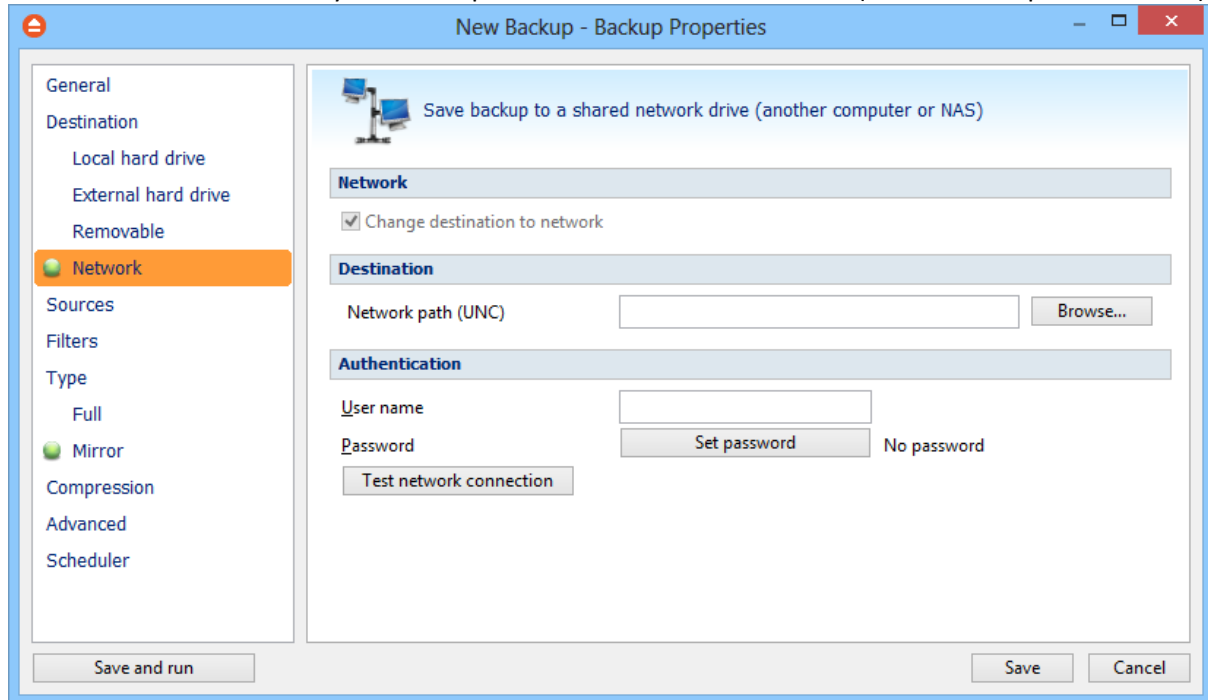 New Backup - Backup Properties
General
Destination
Local hard drive
External hard drive
Removable
Network
Sources
Filters
Type
Full
Mirror
Compression
Advanced
Scheduler
Save backup to a shared network drive (another computer or NAS)
Network
Change destination to network
Destination
Network path (UNC)
Browse...
Authentication
User name
Password
Set password
No password
Test network connection
Save and run
Save
Cancel